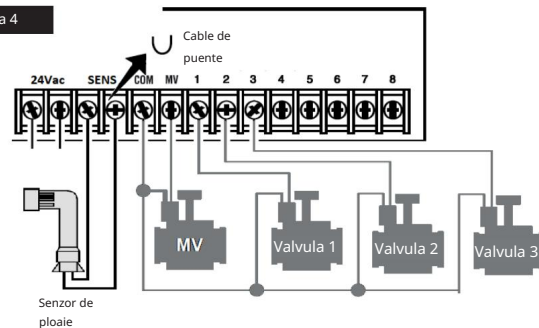 a 4
Cable de
puente
24Vac SENS COM MV 1 2 3 4 5 6 7 8
MV
Valvula 1
Valvula 2
Valvula 3
Senzor de
ploaie